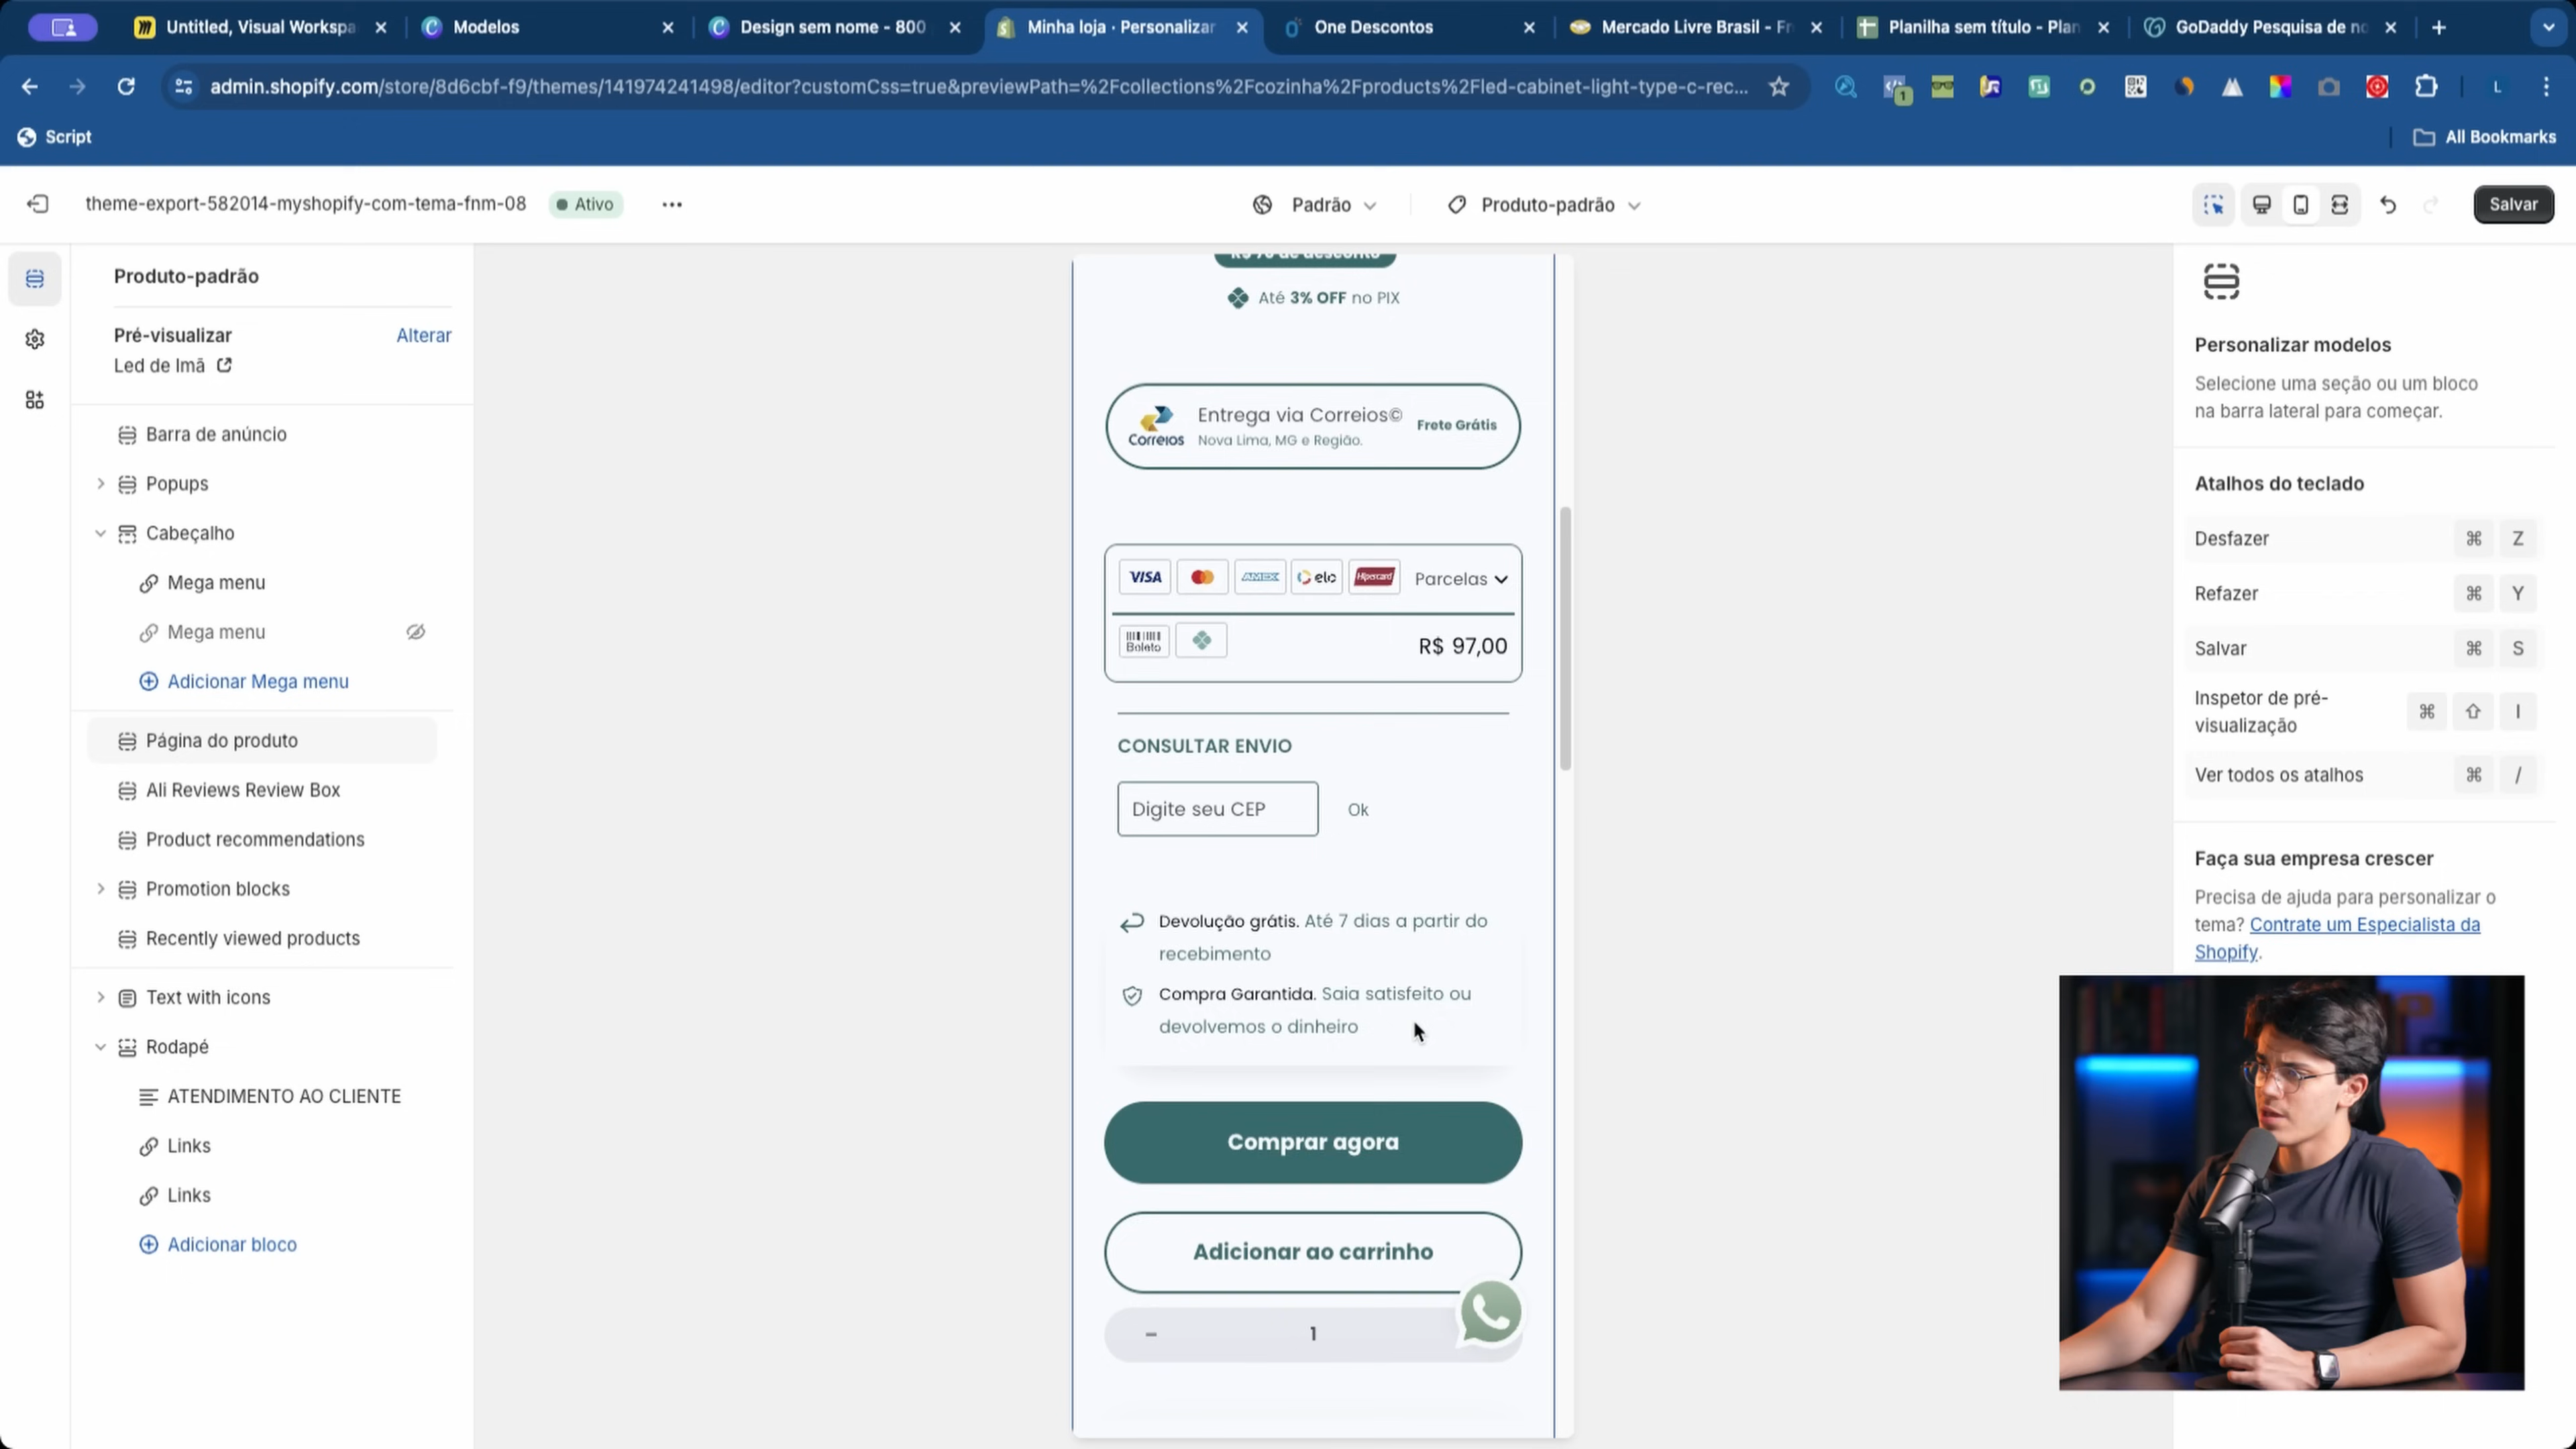 Untitled, Visual Workspa
Modelos
Design sem nome - 800
Minha loja · Personalizar
One Descontos
Mercado Livre Brasil - Fr
Planilha sem título - Plan
GoDaddy Pesquisa de no
admin.shopify.com/store/8d6cbf-f9/themes/141974241498/editor?customCss=true&previewPath=%2Fcollections%2Fcozinha%2Fproducts%2Fled-cabinet-light-type-c-rec...
1
L
Script
All Bookmarks
theme-export-582014-myshopify-com-tema-fnm-08
Ativo
Padrão
Produto-padrão
Salvar
Produto-padrão
Pré-visualizar
Alterar
Led de Imã
Barra de anúncio
Popups
Cabeçalho
Mega menu
Mega menu
Adicionar Mega menu
Página do produto
Ali Reviews Review Box
Product recommendations
Promotion blocks
Recently viewed products
Text with icons
Rodapé
ATENDIMENTO AO CLIENTE
Links
Links
Adicionar bloco
de desconto
Até 3% OFF no PIX
Correios
Entrega via Correios©
Nova Lima, MG e Região.
Frete Grátis
VISA
AMEX
elo
Hipercard
Parcelas
Boleto
R$ 97,00
CONSULTAR ENVIO
Digite seu CEP
Ok
Devolução grátis. Até 7 dias a partir do
recebimento
Compra Garantida. Saia satisfeito ou
devolvemos o dinheiro
Comprar agora
Adicionar ao carrinho
− 1
Personalizar modelos
Selecione uma seção ou um bloco
na barra lateral para começar.
Atalhos do teclado
Desfazer ⌘ Z
Refazer ⌘ Y
Salvar ⌘ S
Inspetor de pré-
visualização ⌘ ⇧ I
Ver todos os atalhos ⌘ /
Faça sua empresa crescer
Precisa de ajuda para personalizar o
tema? Contrate um Especialista da
Shopify.